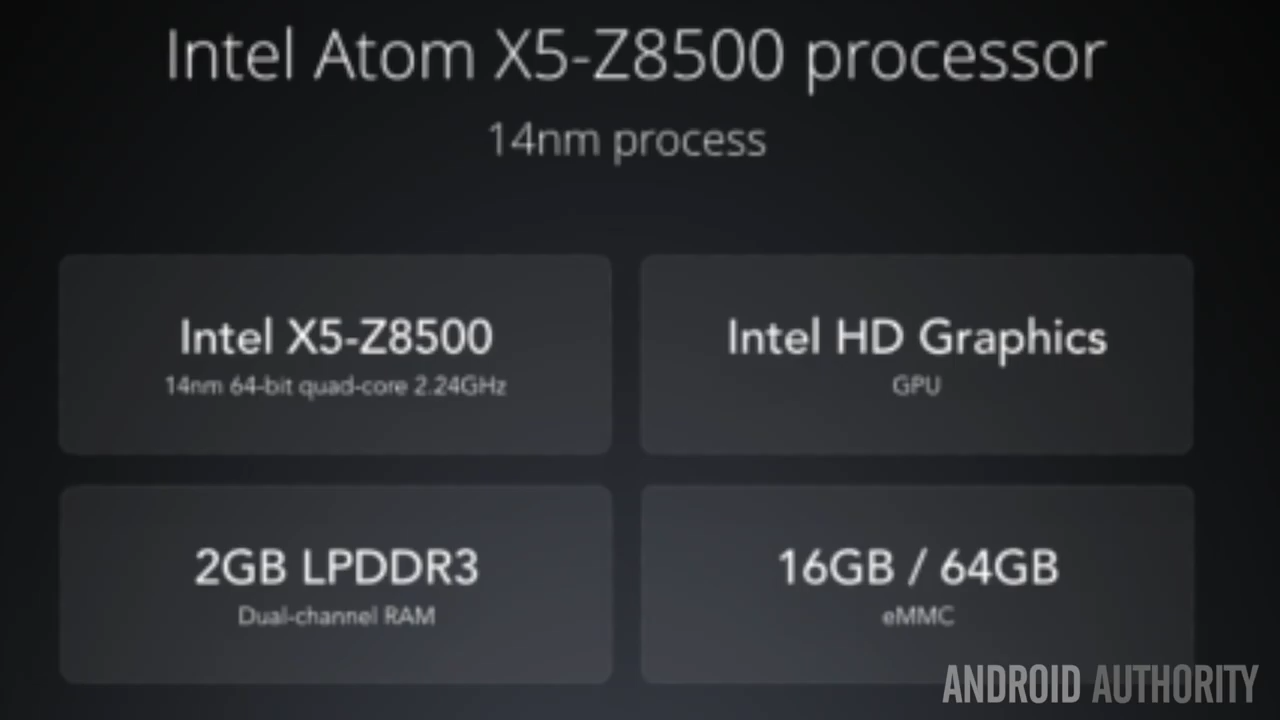 Intel Atom X5-Z8500 processor
14nm process
Intel X5-Z8500
14nm 64-bit quad-core 2.24GHz
Intel HD Graphics
GPU
2GB LPDDR3
Dual-channel RAM
16GB / 64GB
eMMC
ANDROID AUTHORITY